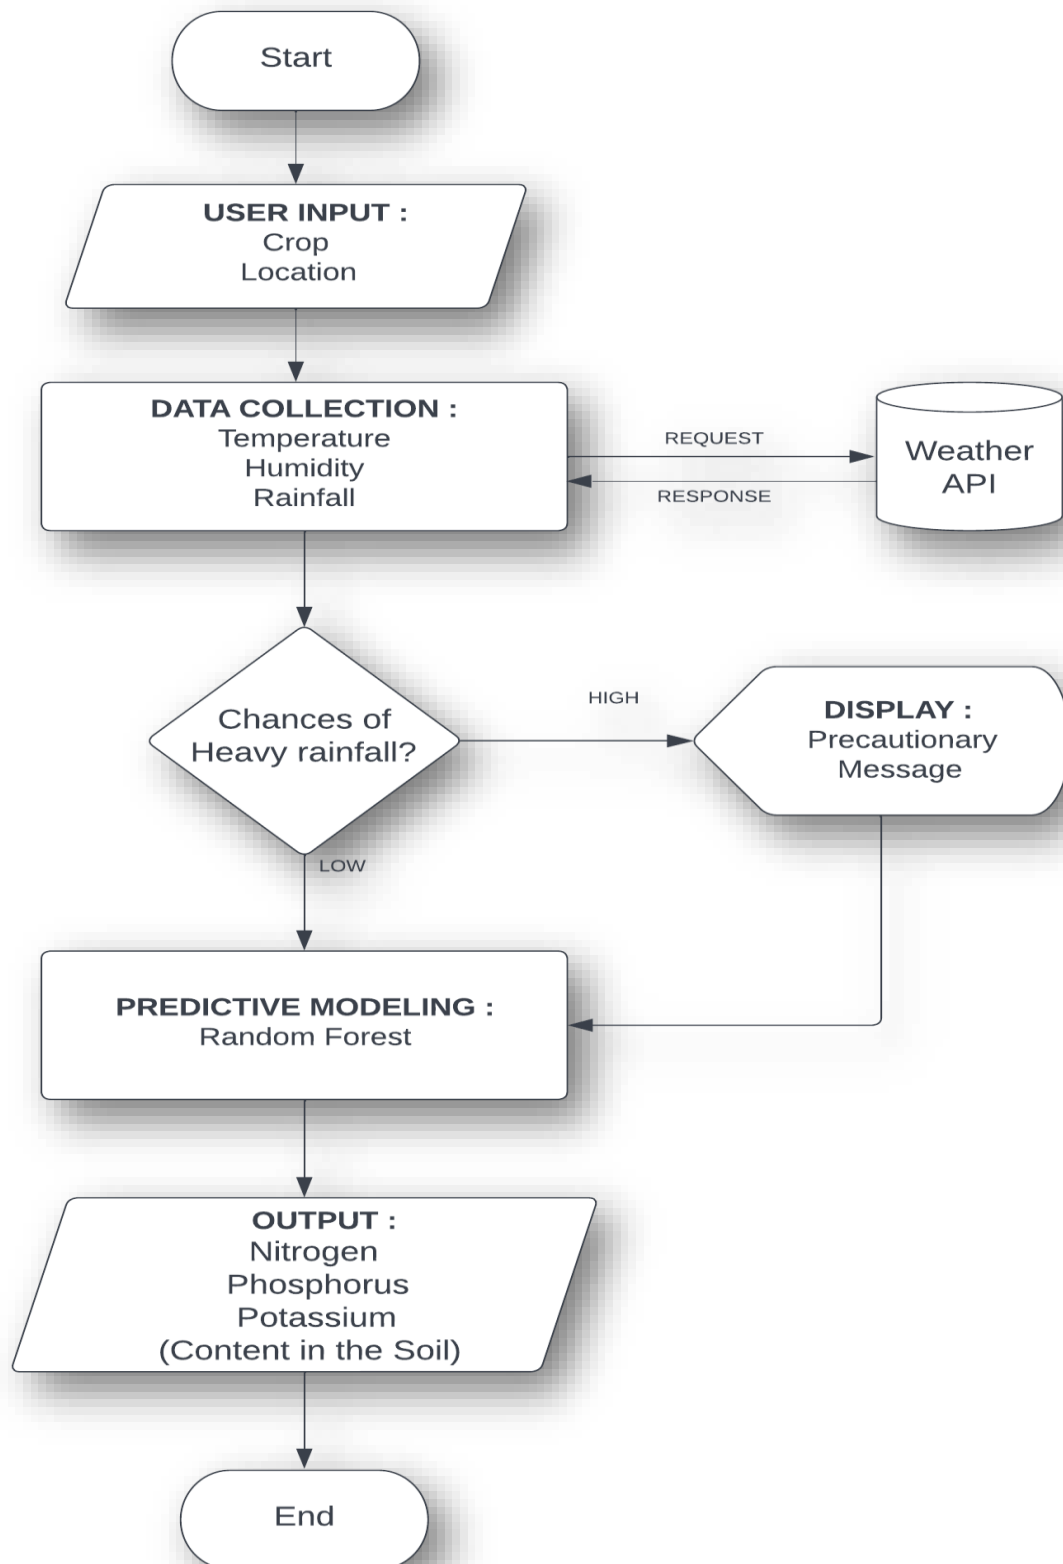 Start
USER INPUT :
Crop
Location
DATA COLLECTION :
Temperature
Humidity
Rainfall
REQUEST
RESPONSE
Weather
API
Chances of
Heavy rainfall?
HIGH
DISPLAY :
Precautionary
Message
LOW
PREDICTIVE MODELING :
Random Forest
OUTPUT :
Nitrogen
Phosphorus
Potassium
(Content in the Soil)
End